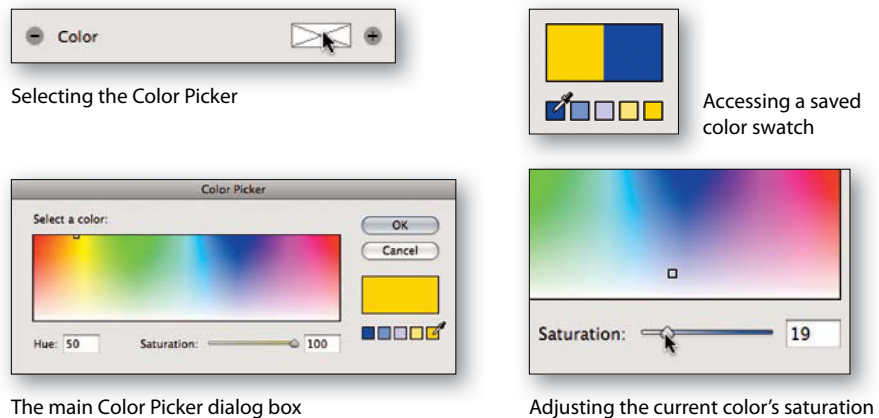 Color
Selecting the Color Picker
Accessing a saved
color swatch
Color Picker
Select a color:
OK
Cancel
Hue: 50 Saturation: 100
The main Color Picker dialog box
Saturation: 19
Adjusting the current color's saturation